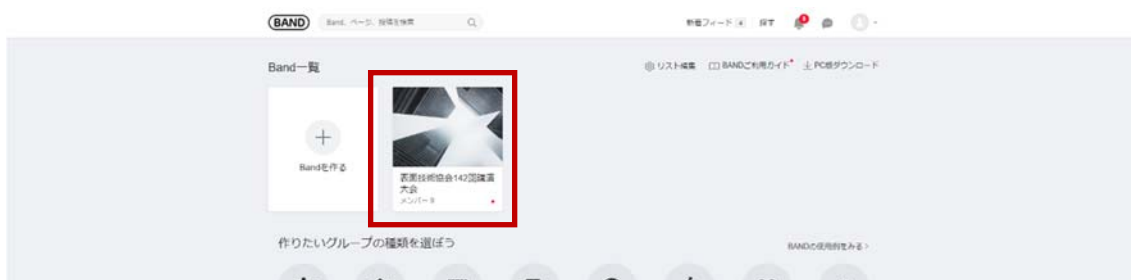 BAND Band、ページ、投稿を検索
新着フィード 4 探す
Band一覧
リスト編集 BANDご利用ガイド PC版ダウンロード
Bandを作る
表面技術協会142回講演
大会
メンバー 8
作りたいグループの種類を選ぼう
BANDの使用例をみる >